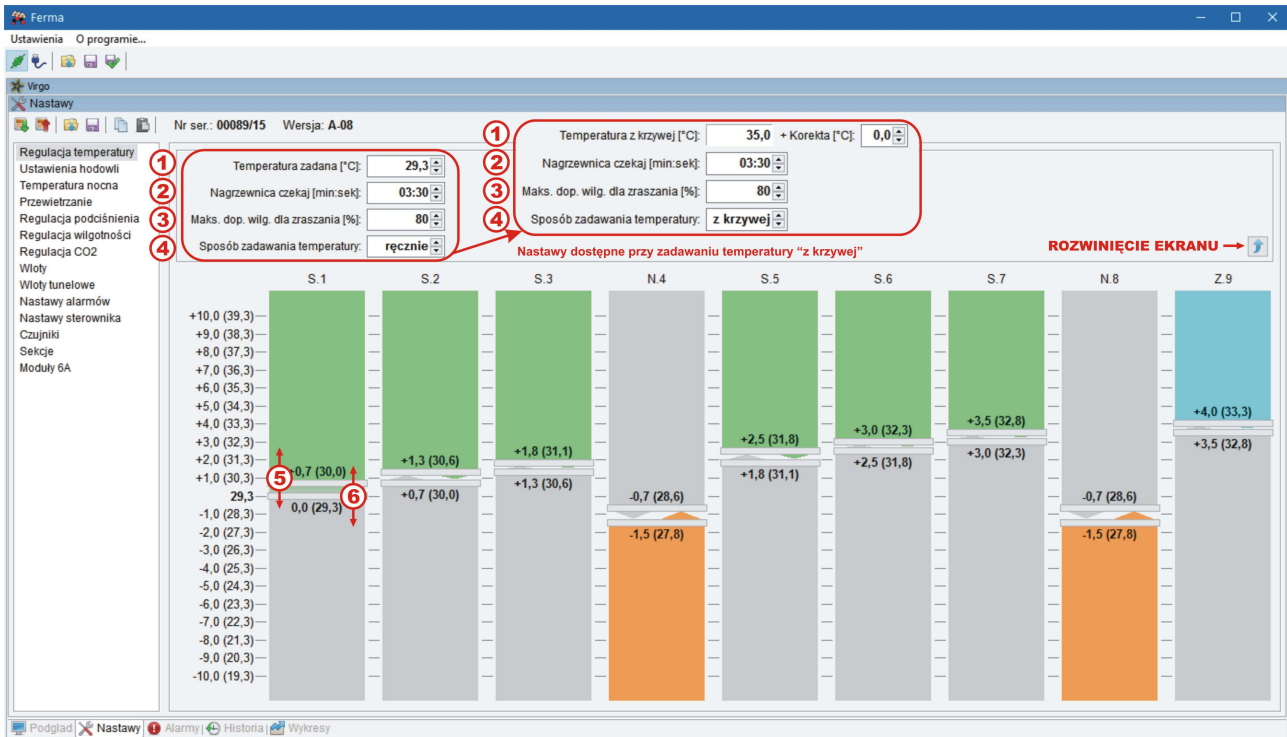 Ferma
Ustawienia O programie...
Virgo
Nastawy
Nr ser.: 00089/15 Wersja: A-08
Regulacja temperatury
Ustawienia hodowli
Temperatura nocna
Przewietrzanie
Regulacja podciśnienia
Regulacja wilgotności
Regulacja CO2
Wloty
Wloty tunelowe
Nastawy alarmów
Nastawy sterownika
Czujniki
Sekcje
Moduły 6A
1 Temperatura zadana [°C]: 29,3
2 Nagrzewnica czekaj [min:sek]: 03:30
3 Maks. dop. wilg. dla zraszania [%]: 80
4 Sposób zadawania temperatury: ręcznie
1 Temperatura z krzywej [°C]: 35,0 + Korekta [°C]: 0,0
2 Nagrzewnica czekaj [min:sek]: 03:30
3 Maks. dop. wilg. dla zraszania [%]: 80
4 Sposób zadawania temperatury: z krzywej
Nastawy dostępne przy zadawaniu temperatury “z krzywej”
ROZWINIĘCIE EKRANU
S.1 S.2 S.3 N.4 S.5 S.6 S.7 N.8 Z.9
+10,0 (39,3)
+9,0 (38,3)
+8,0 (37,3)
+7,0 (36,3)
+6,0 (35,3)
+5,0 (34,3)
+4,0 (33,3)
+3,0 (32,3)
+2,0 (31,3)
+1,0 (30,3)
29,3
-1,0 (28,3)
-2,0 (27,3)
-3,0 (26,3)
-4,0 (25,3)
-5,0 (24,3)
-6,0 (23,3)
-7,0 (22,3)
-8,0 (21,3)
-9,0 (20,3)
-10,0 (19,3)
+0,7 (30,0)
0,0 (29,3)
5
6
+1,3 (30,6)
+0,7 (30,0)
+1,8 (31,1)
+1,3 (30,6)
-0,7 (28,6)
-1,5 (27,8)
+2,5 (31,8)
+1,8 (31,1)
+3,0 (32,3)
+2,5 (31,8)
+3,5 (32,8)
+3,0 (32,3)
-0,7 (28,6)
-1,5 (27,8)
+4,0 (33,3)
+3,5 (32,8)
Podgląd Nastawy Alarmy Historia Wykresy